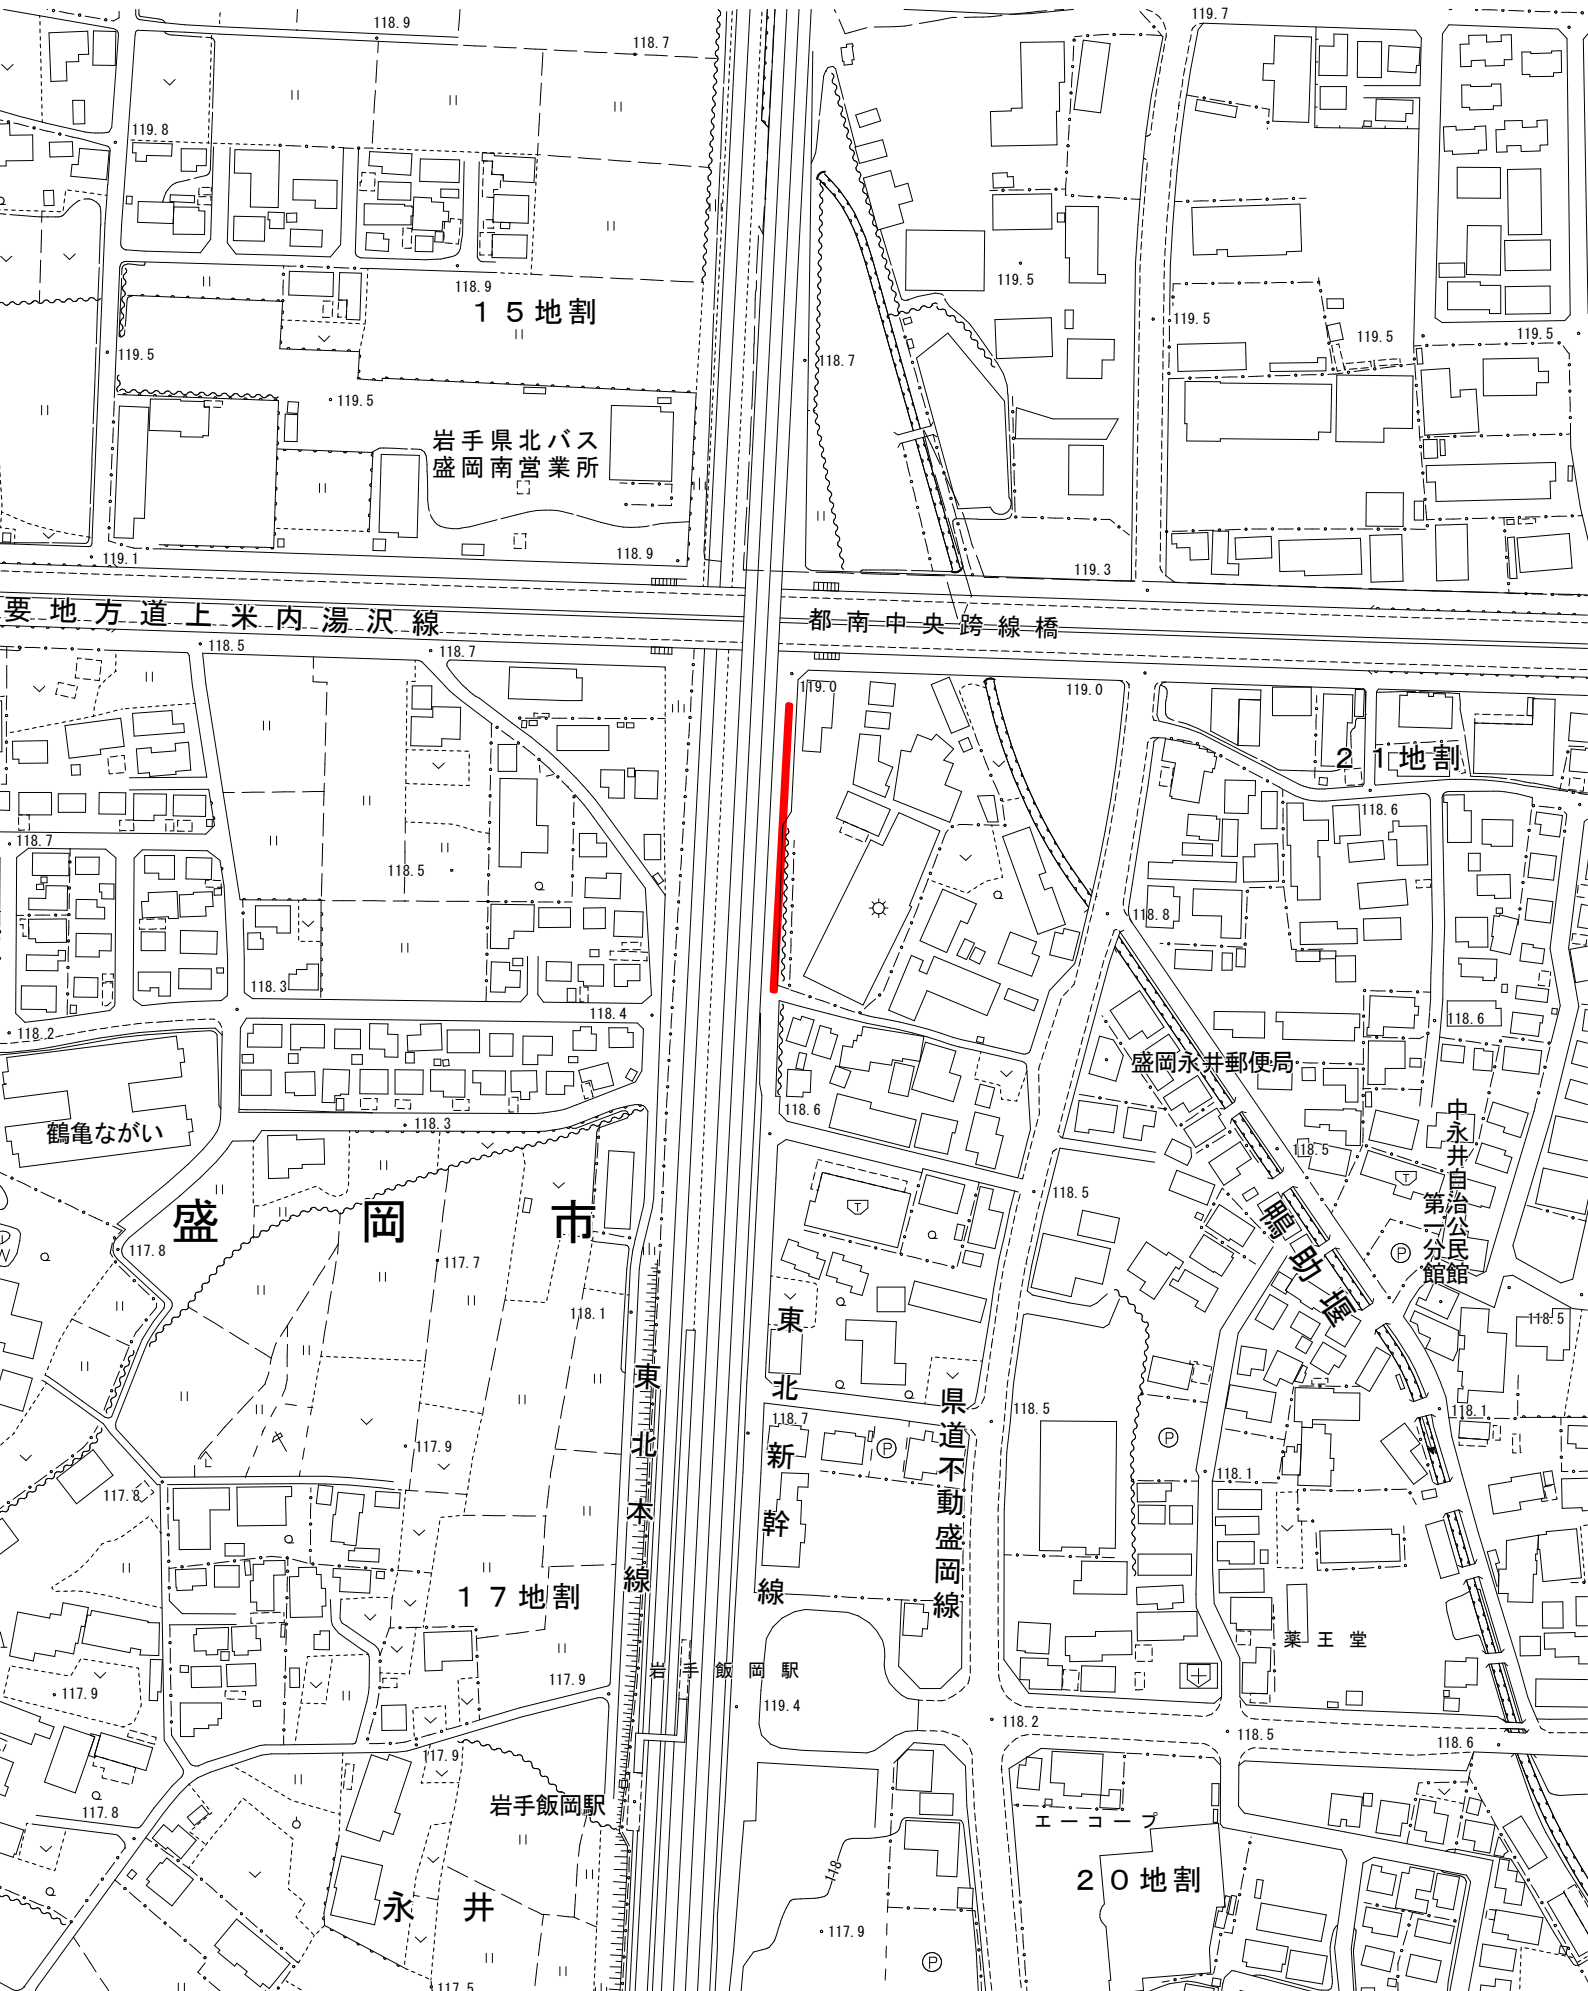 118.9
118.7
119.7
119.8
118.9
15地割
119.5
119.5
119.5
119.5
119.5
118.7
119.5
岩手県北バス
盛岡南営業所
119.1
118.9
119.3
要地方道上米内湯沢線
都南中央跨線橋
118.5
118.7
119.0
119.0
21地割
118.6
118.7
118.5
118.8
118.3
118.4
118.2
118.6
盛岡永井郵便局
鶴亀ながい
118.3
118.6
118.5
中永井自治公民館
第一分館
118.5
盛岡市
鴨助堰
117.8
117.7
118.1
118.5
東北本線
東北新幹線
県道不動盛岡線
118.7
118.5
118.1
117.9
118.1
117.8
P
P
17地割
薬王堂
岩手飯岡駅
117.9
117.9
119.4
118.2
118.5
118.6
117.9
岩手飯岡駅
117.8
エーコープ
118
20地割
永井
117.9
P
117.5
P